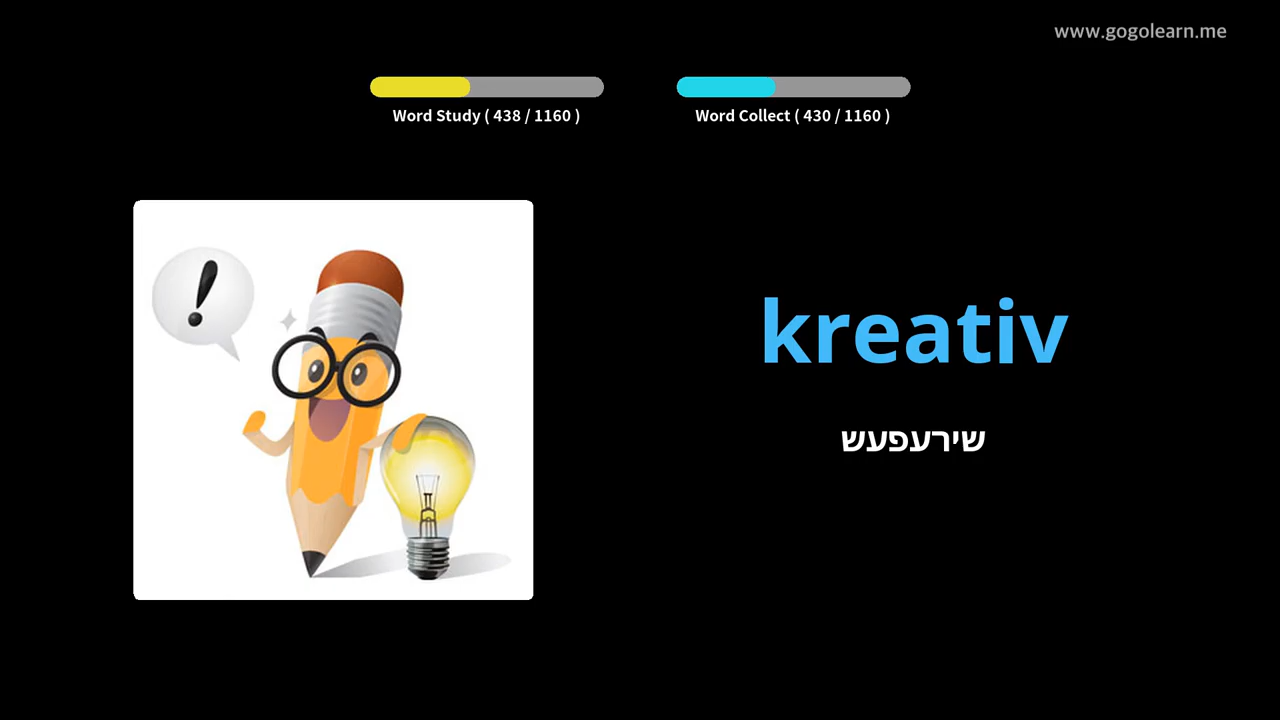 www.gogolearn.me
Word Study ( 438 / 1160 )
Word Collect ( 430 / 1160 )
!
kreativ
שירעפעש